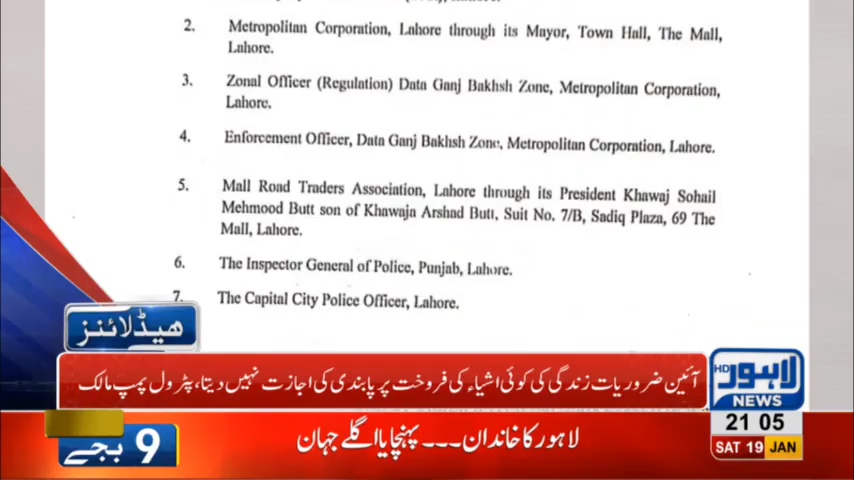 2. Metropolitan Corporation, Lahore through its Mayor, Town Hall, The Mall,
Lahore.
3. Zonal Officer (Regulation) Data Ganj Bakhsh Zone, Metropolitan Corporation,
Lahore.
4. Enforcement Officer, Data Ganj Bakhsh Zone, Metropolitan Corporation, Lahore.
5. Mall Road Traders Association, Lahore through its President Khawaj Sohail
Mehmood Butt son of Khawaja Arshad Butt, Suit No. 7/B, Sadiq Plaza, 69 The
Mall, Lahore.
6. The Inspector General of Police, Punjab, Lahore.
7. The Capital City Police Officer, Lahore.
ہیڈلائنز
آئین ضروریات زندگی کی کوئی اشیاء کی فروخت پر پابندی کی اجازت نہیں دیتا، پٹرول پمپ مالک
HD لاہور
NEWS
21 05
SAT 19 JAN
9 بجے
لاہور کا خاندان ۔۔۔ پہنچایا اگلے جہان